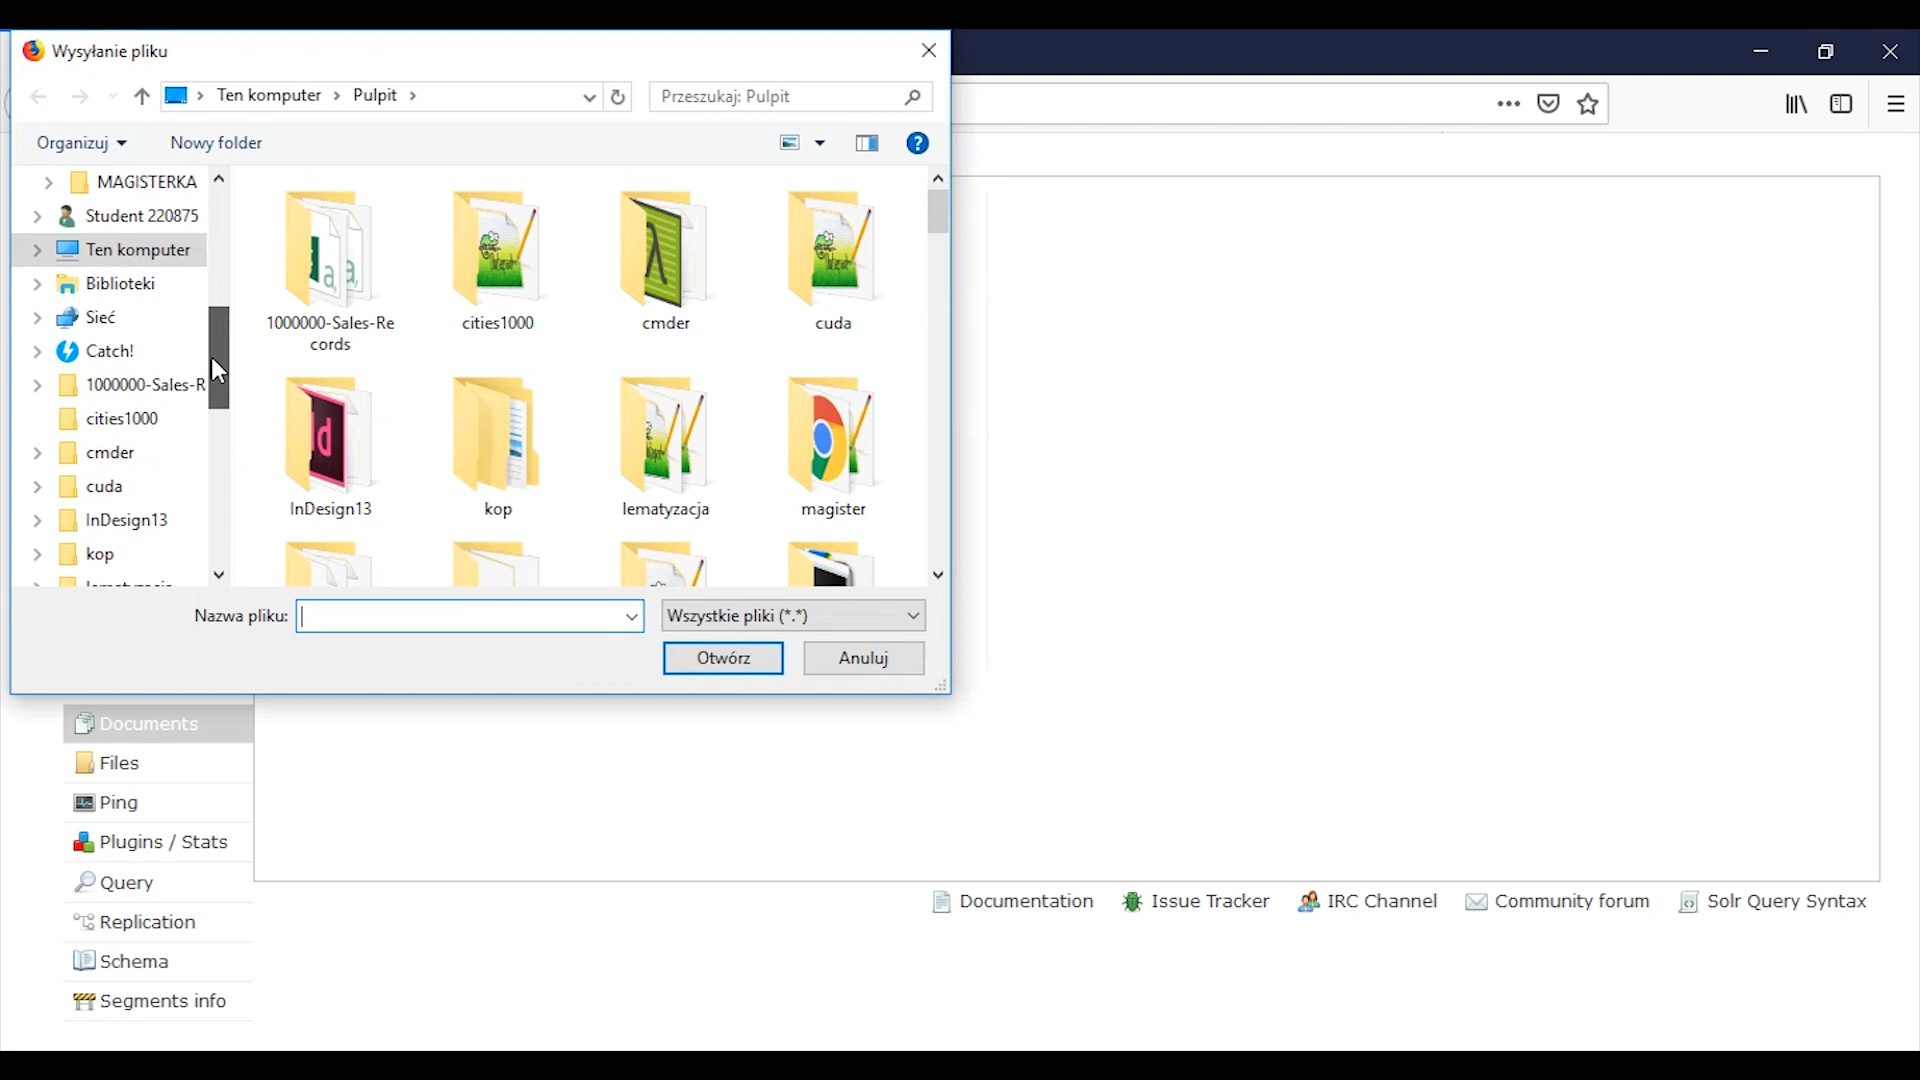 Wysyłanie pliku
Ten komputer
Pulpit
Przeszukaj: Pulpit
Organizuj
Nowy folder
MAGISTERKA
Student 220875
Ten komputer
Biblioteki
Sieć
Catch!
1000000-Sales-R
cities1000
cmder
cuda
InDesign13
kop
1000000-Sales-Re
cords
cities1000
cmder
cuda
InDesign13
kop
lematyzacja
magister
Nazwa pliku:
Wszystkie pliki (*.*)
Otwórz
Anuluj
Documents
Files
Ping
Plugins / Stats
Query
Replication
Schema
Segments info
Documentation
Issue Tracker
IRC Channel
Community forum
Solr Query Syntax